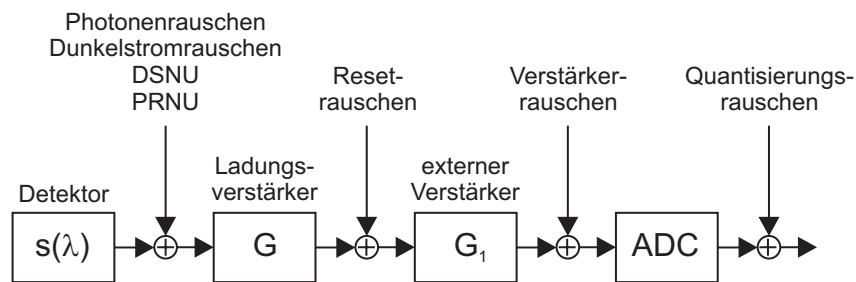 Photonenrauschen
Dunkelstromrauschen
DSNU
PRNU
Reset-
rauschen
Verstärker-
rauschen
Quantisierungs-
rauschen
Detektor
Ladungs-
verstärker
externer
Verstärker
s(λ)
G
G₁
ADC